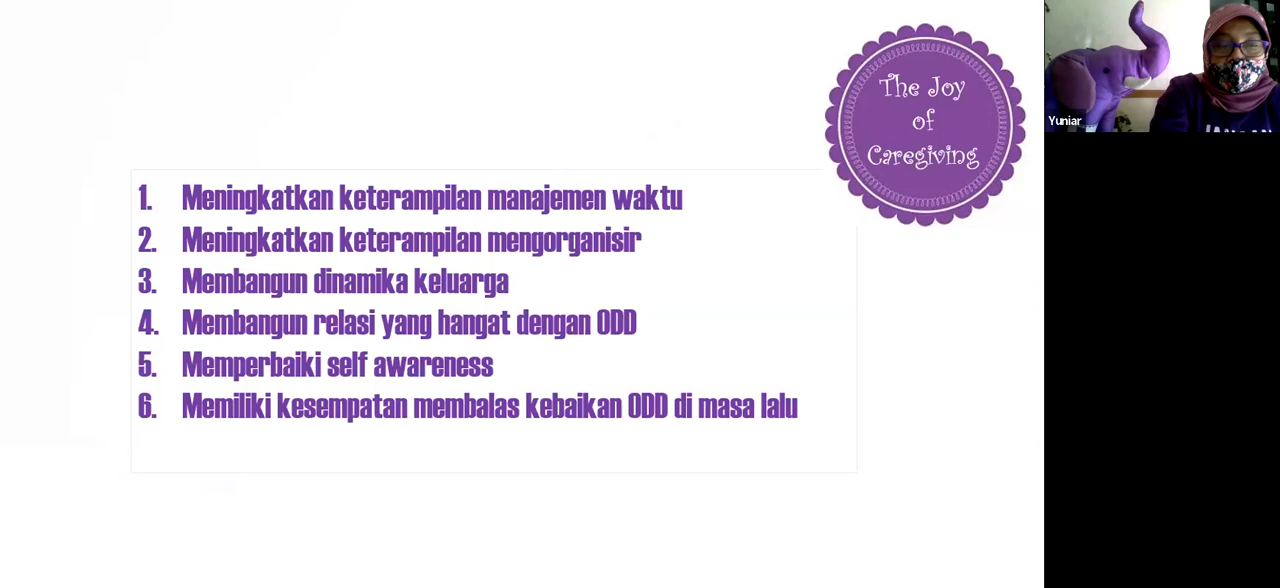 The Joy
of
Caregiving
1. Meningkatkan keterampilan manajemen waktu
2. Meningkatkan keterampilan mengorganisir
3. Membangun dinamika keluarga
4. Membangun relasi yang hangat dengan ODD
5. Memperbaiki self awareness
6. Memiliki kesempatan membalas kebaikan ODD di masa lalu
Yuniar